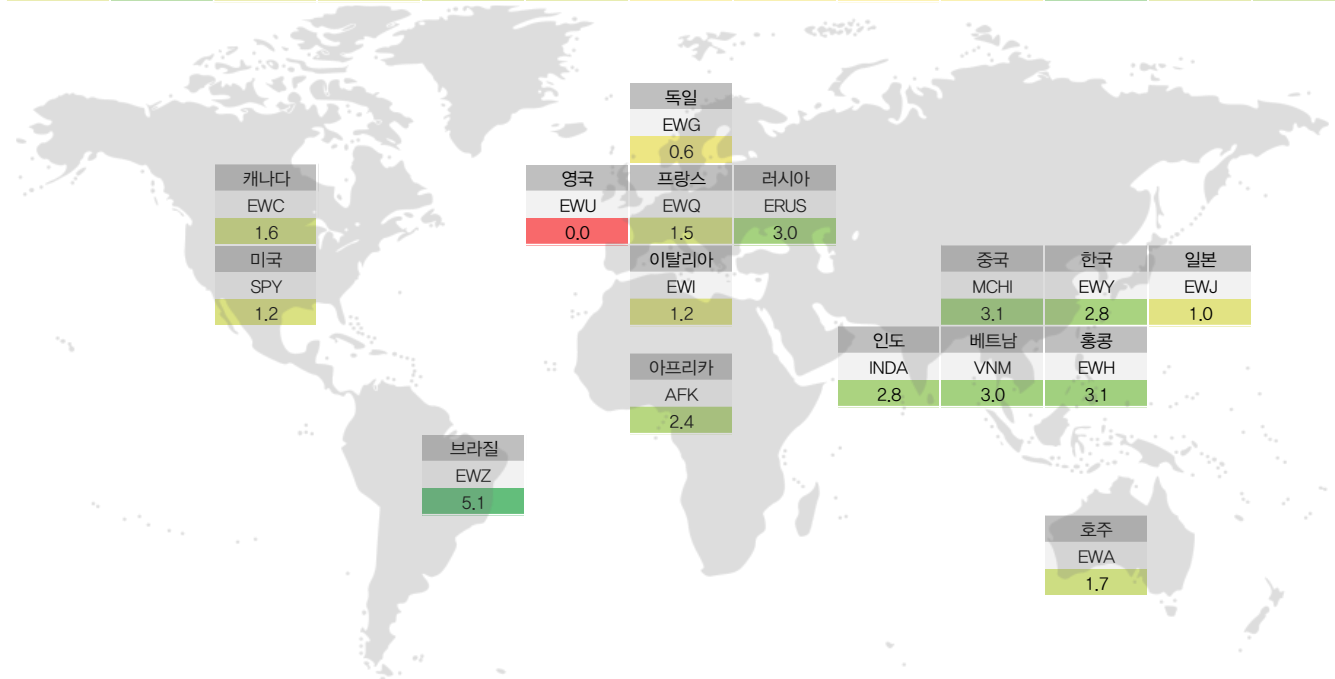 독일
EWG
0.6
캐나다
EWC
1.6
영국
EWU
0.0
프랑스
EWQ
1.5
러시아
ERUS
3.0
미국
SPY
1.2
이탈리아
EWI
1.2
중국
MCHI
3.1
한국
EWY
2.8
일본
EWJ
1.0
인도
INDA
2.8
베트남
VNM
3.0
홍콩
EWH
3.1
아프리카
AFK
2.4
브라질
EWZ
5.1
호주
EWA
1.7